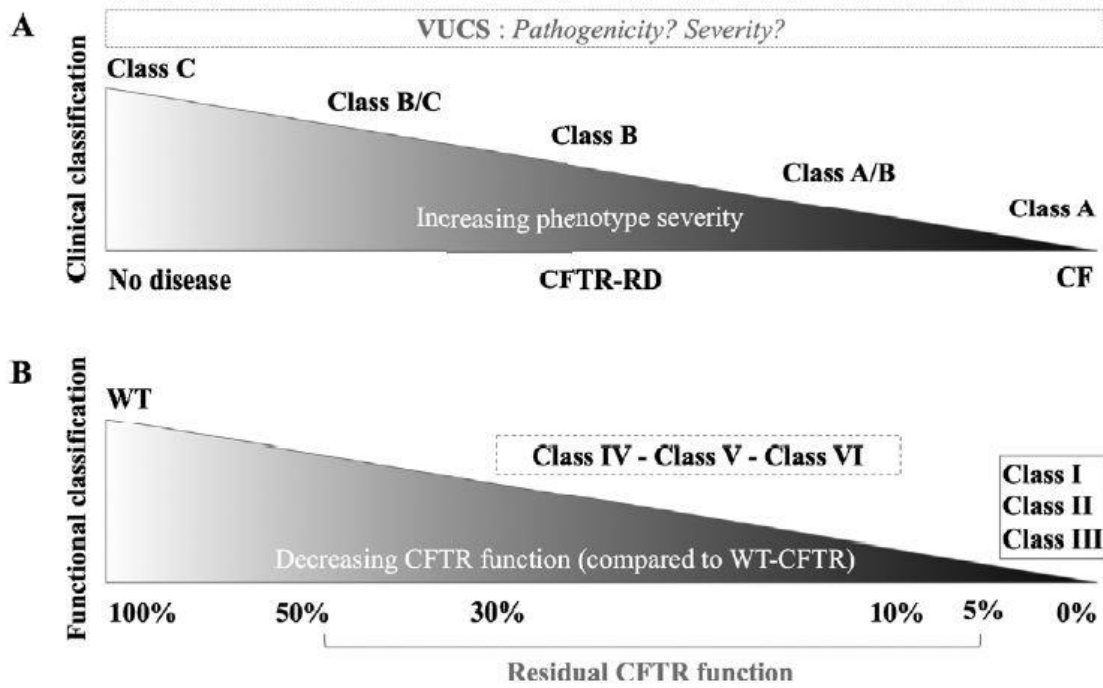 A
VUCS : Pathogenicity? Severity?
Clinical classification
Class C
Class B/C
Class B
Class A/B
Class A
Increasing phenotype severity
No disease
CFTR-RD
CF
B
Functional classification
WT
Class IV - Class V - Class VI
Class I
Class II
Class III
Decreasing CFTR function (compared to WT-CFTR)
100% 50% 30% 10% 5% 0%
Residual CFTR function